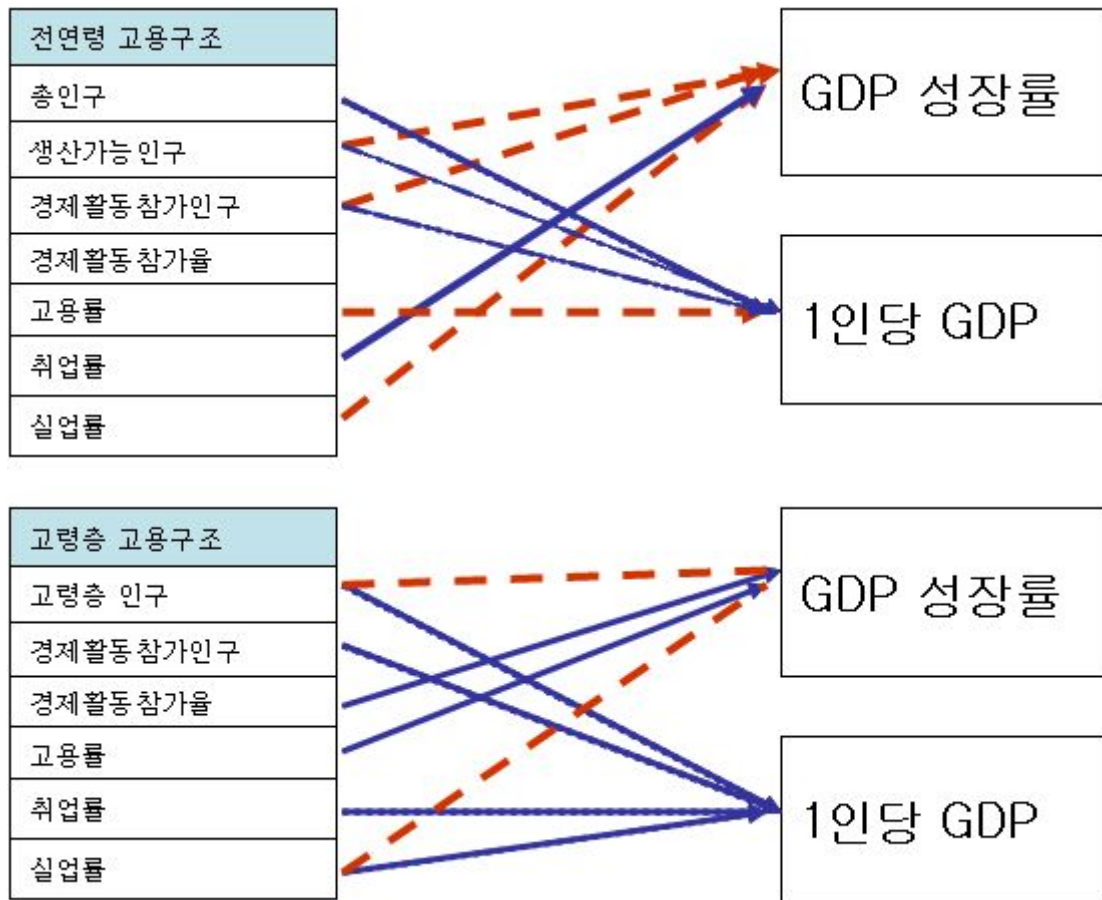 전연령 고용구조
총인구
생산가능인구
경제활동참가인구
경제활동참가율
고용률
취업률
실업률
GDP 성장률
1인당 GDP
고령층 고용구조
고령층 인구
경제활동참가인구
경제활동참가율
고용률
취업률
실업률
GDP 성장률
1인당 GDP